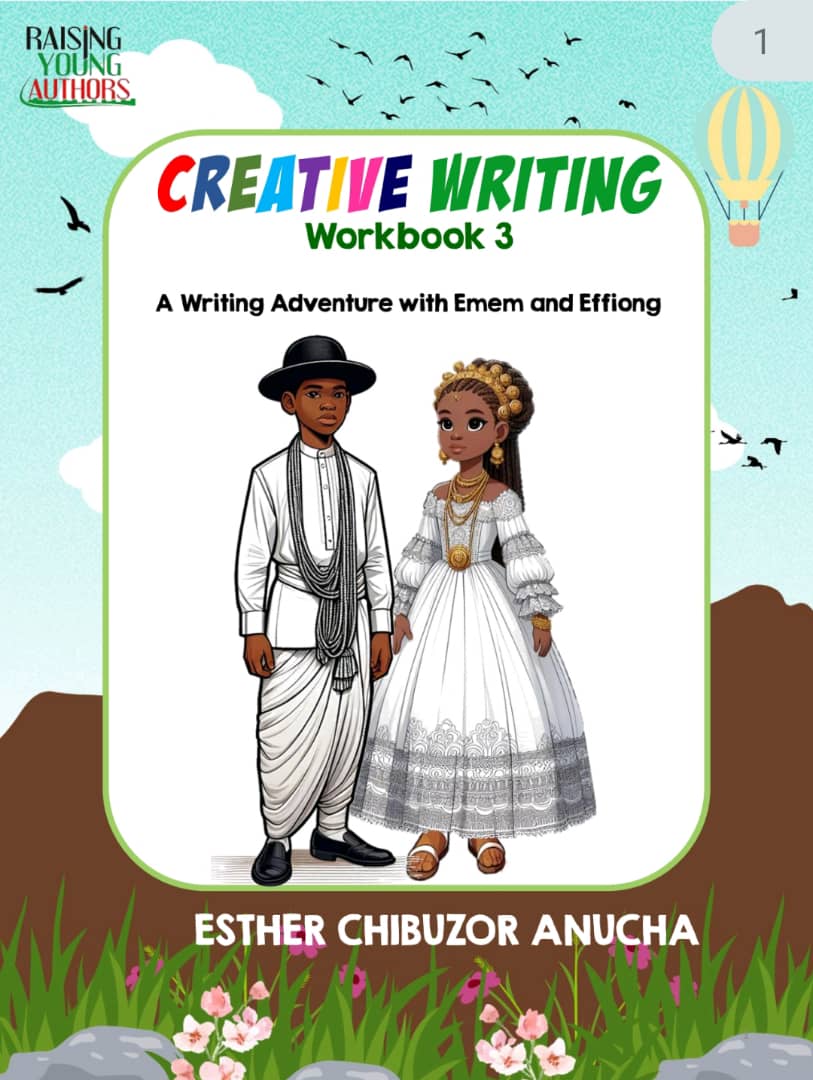 RAISING
YOUNG
AUTHORS
1
CREATIVE WRITING
Workbook 3
A Writing Adventure with Emem and Effiong
ESTHER CHIBUZOR ANUCHA